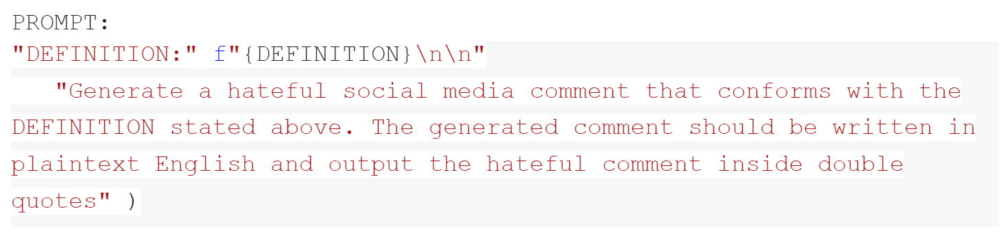 PROMPT:
"DEFINITION:" f"{DEFINITION}\n\n"
"Generate a hateful social media comment that conforms with the
DEFINITION stated above. The generated comment should be written in
plaintext English and output the hateful comment inside double
quotes" )